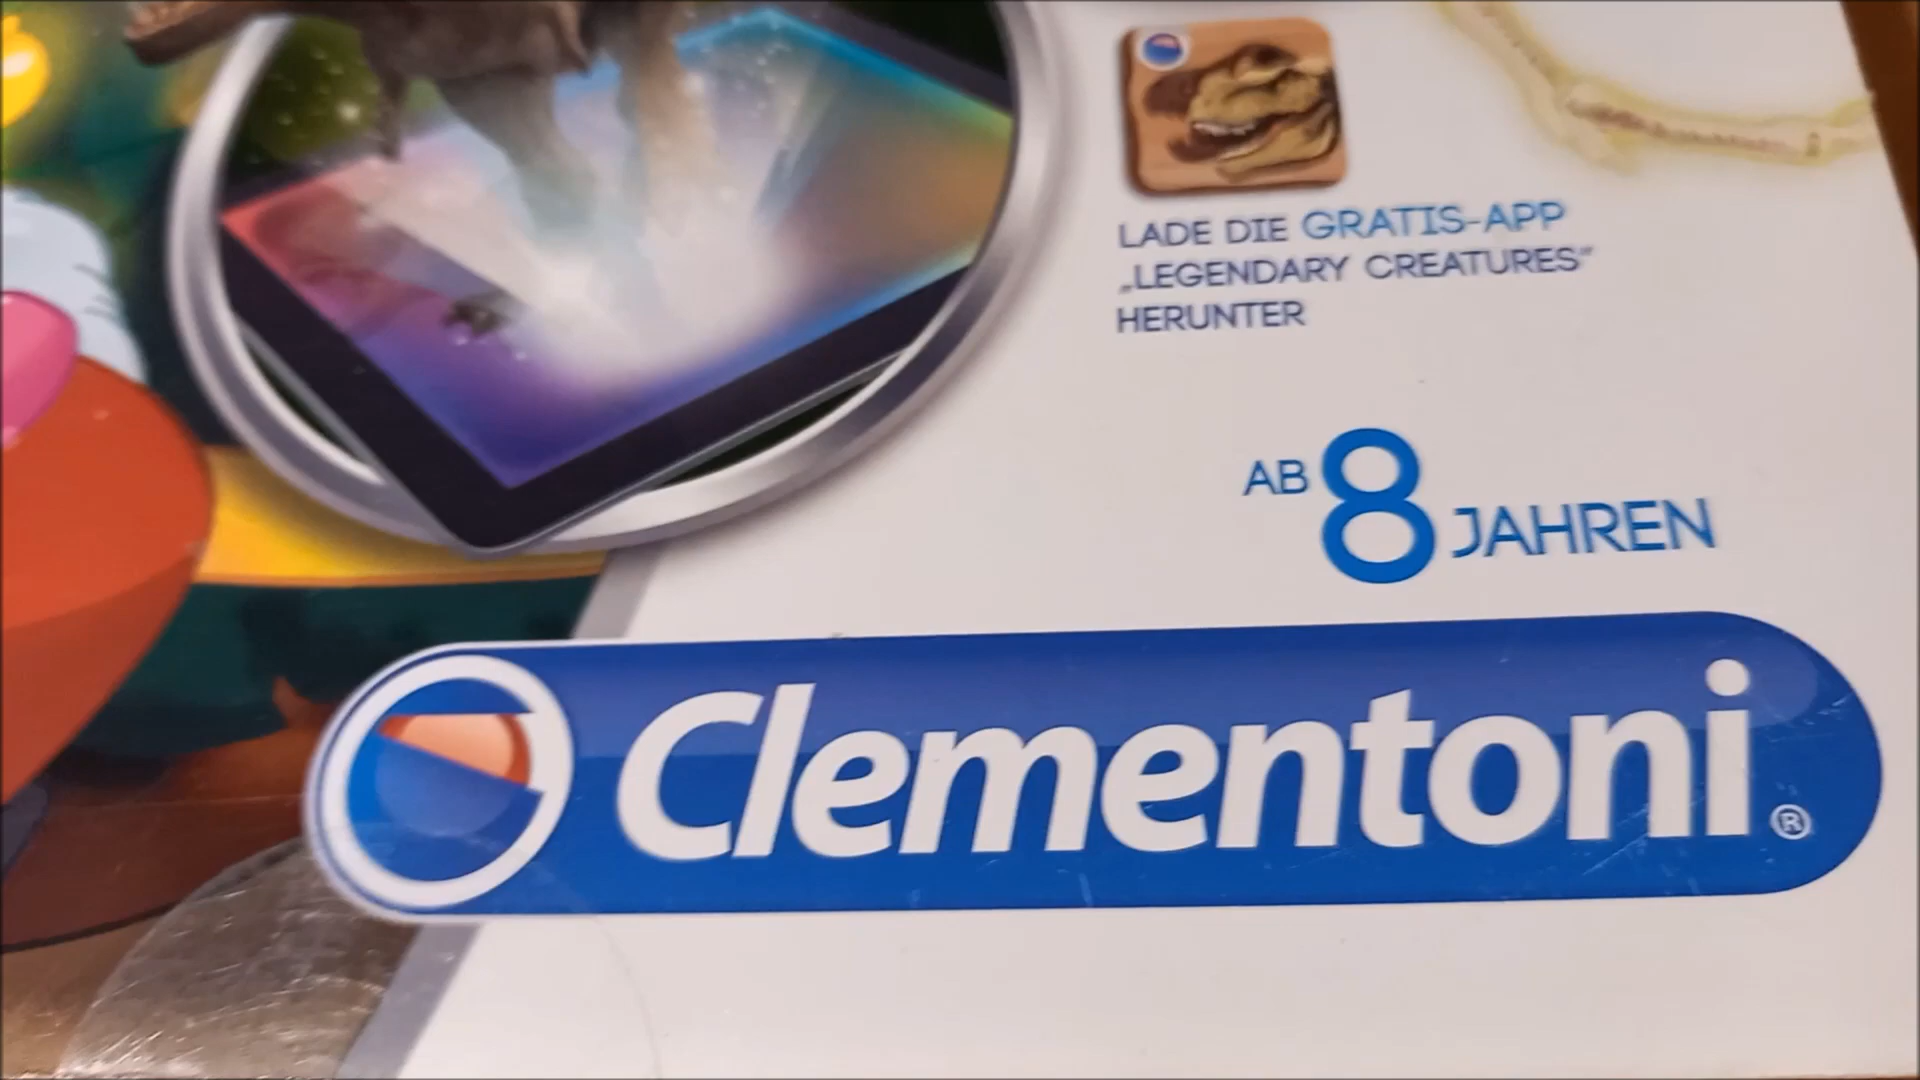 LADE DIE GRATIS-APP
„LEGENDARY CREATURES“
HERUNTER
AB 8 JAHREN
Clementoni®